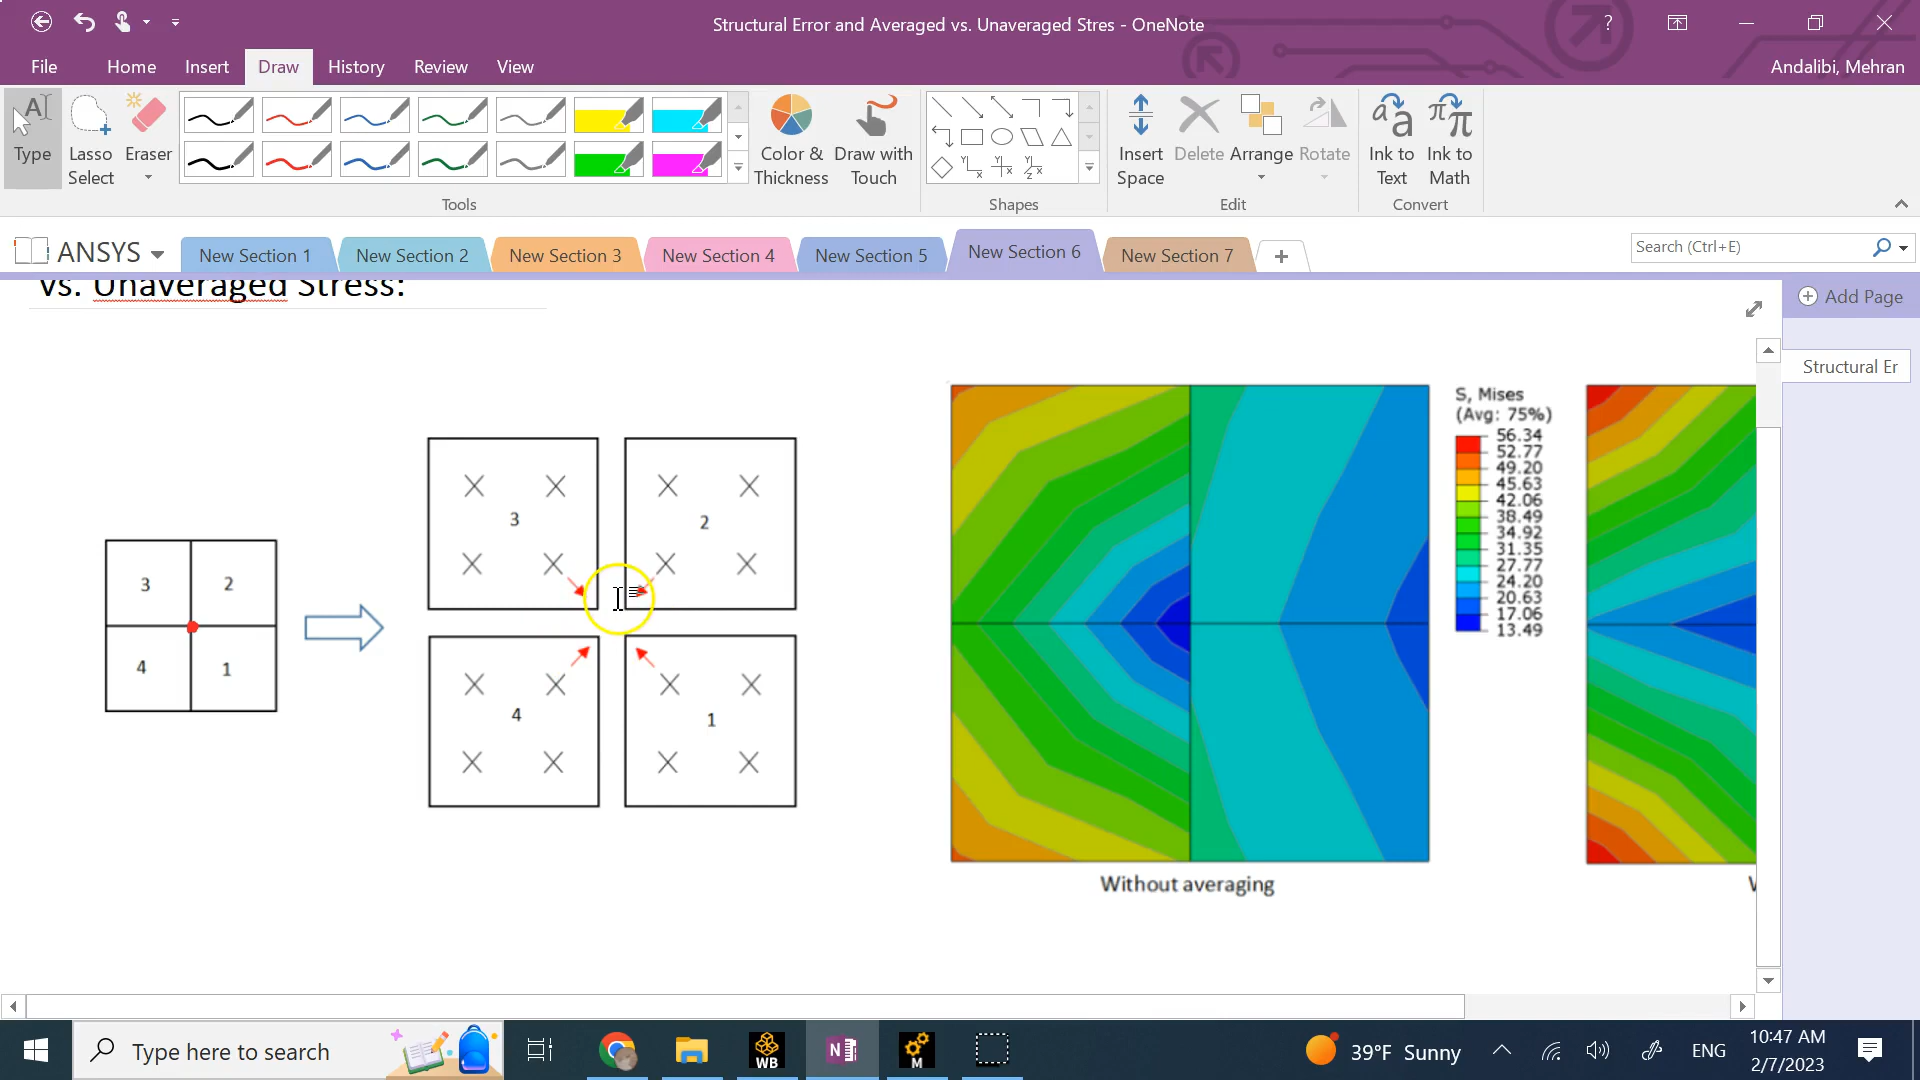 Structural Error and Averaged vs. Unaveraged Stres - OneNote
?
File Home Insert Draw History Review View
Andalibi, Mehran
Type
Lasso Select
Eraser
Color & Thickness
Draw with Touch
Insert Space
Delete
Arrange
Rotate
Ink to Text
Ink to Math
Tools
Shapes
Edit
Convert
ANSYS
New Section 1
New Section 2
New Section 3
New Section 4
New Section 5
New Section 6
New Section 7
Search (Ctrl+E)
vs. Unaveraged Stress:
Add Page
Structural Er
3 2
4 1
3 2
4 1
S, Mises
(Avg: 75%)
56.34
52.77
49.20
45.63
42.06
38.49
34.92
31.35
27.77
24.20
20.63
17.06
13.49
Without averaging
Type here to search
WB
N
M
39°F Sunny
ENG
10:47 AM
2/7/2023